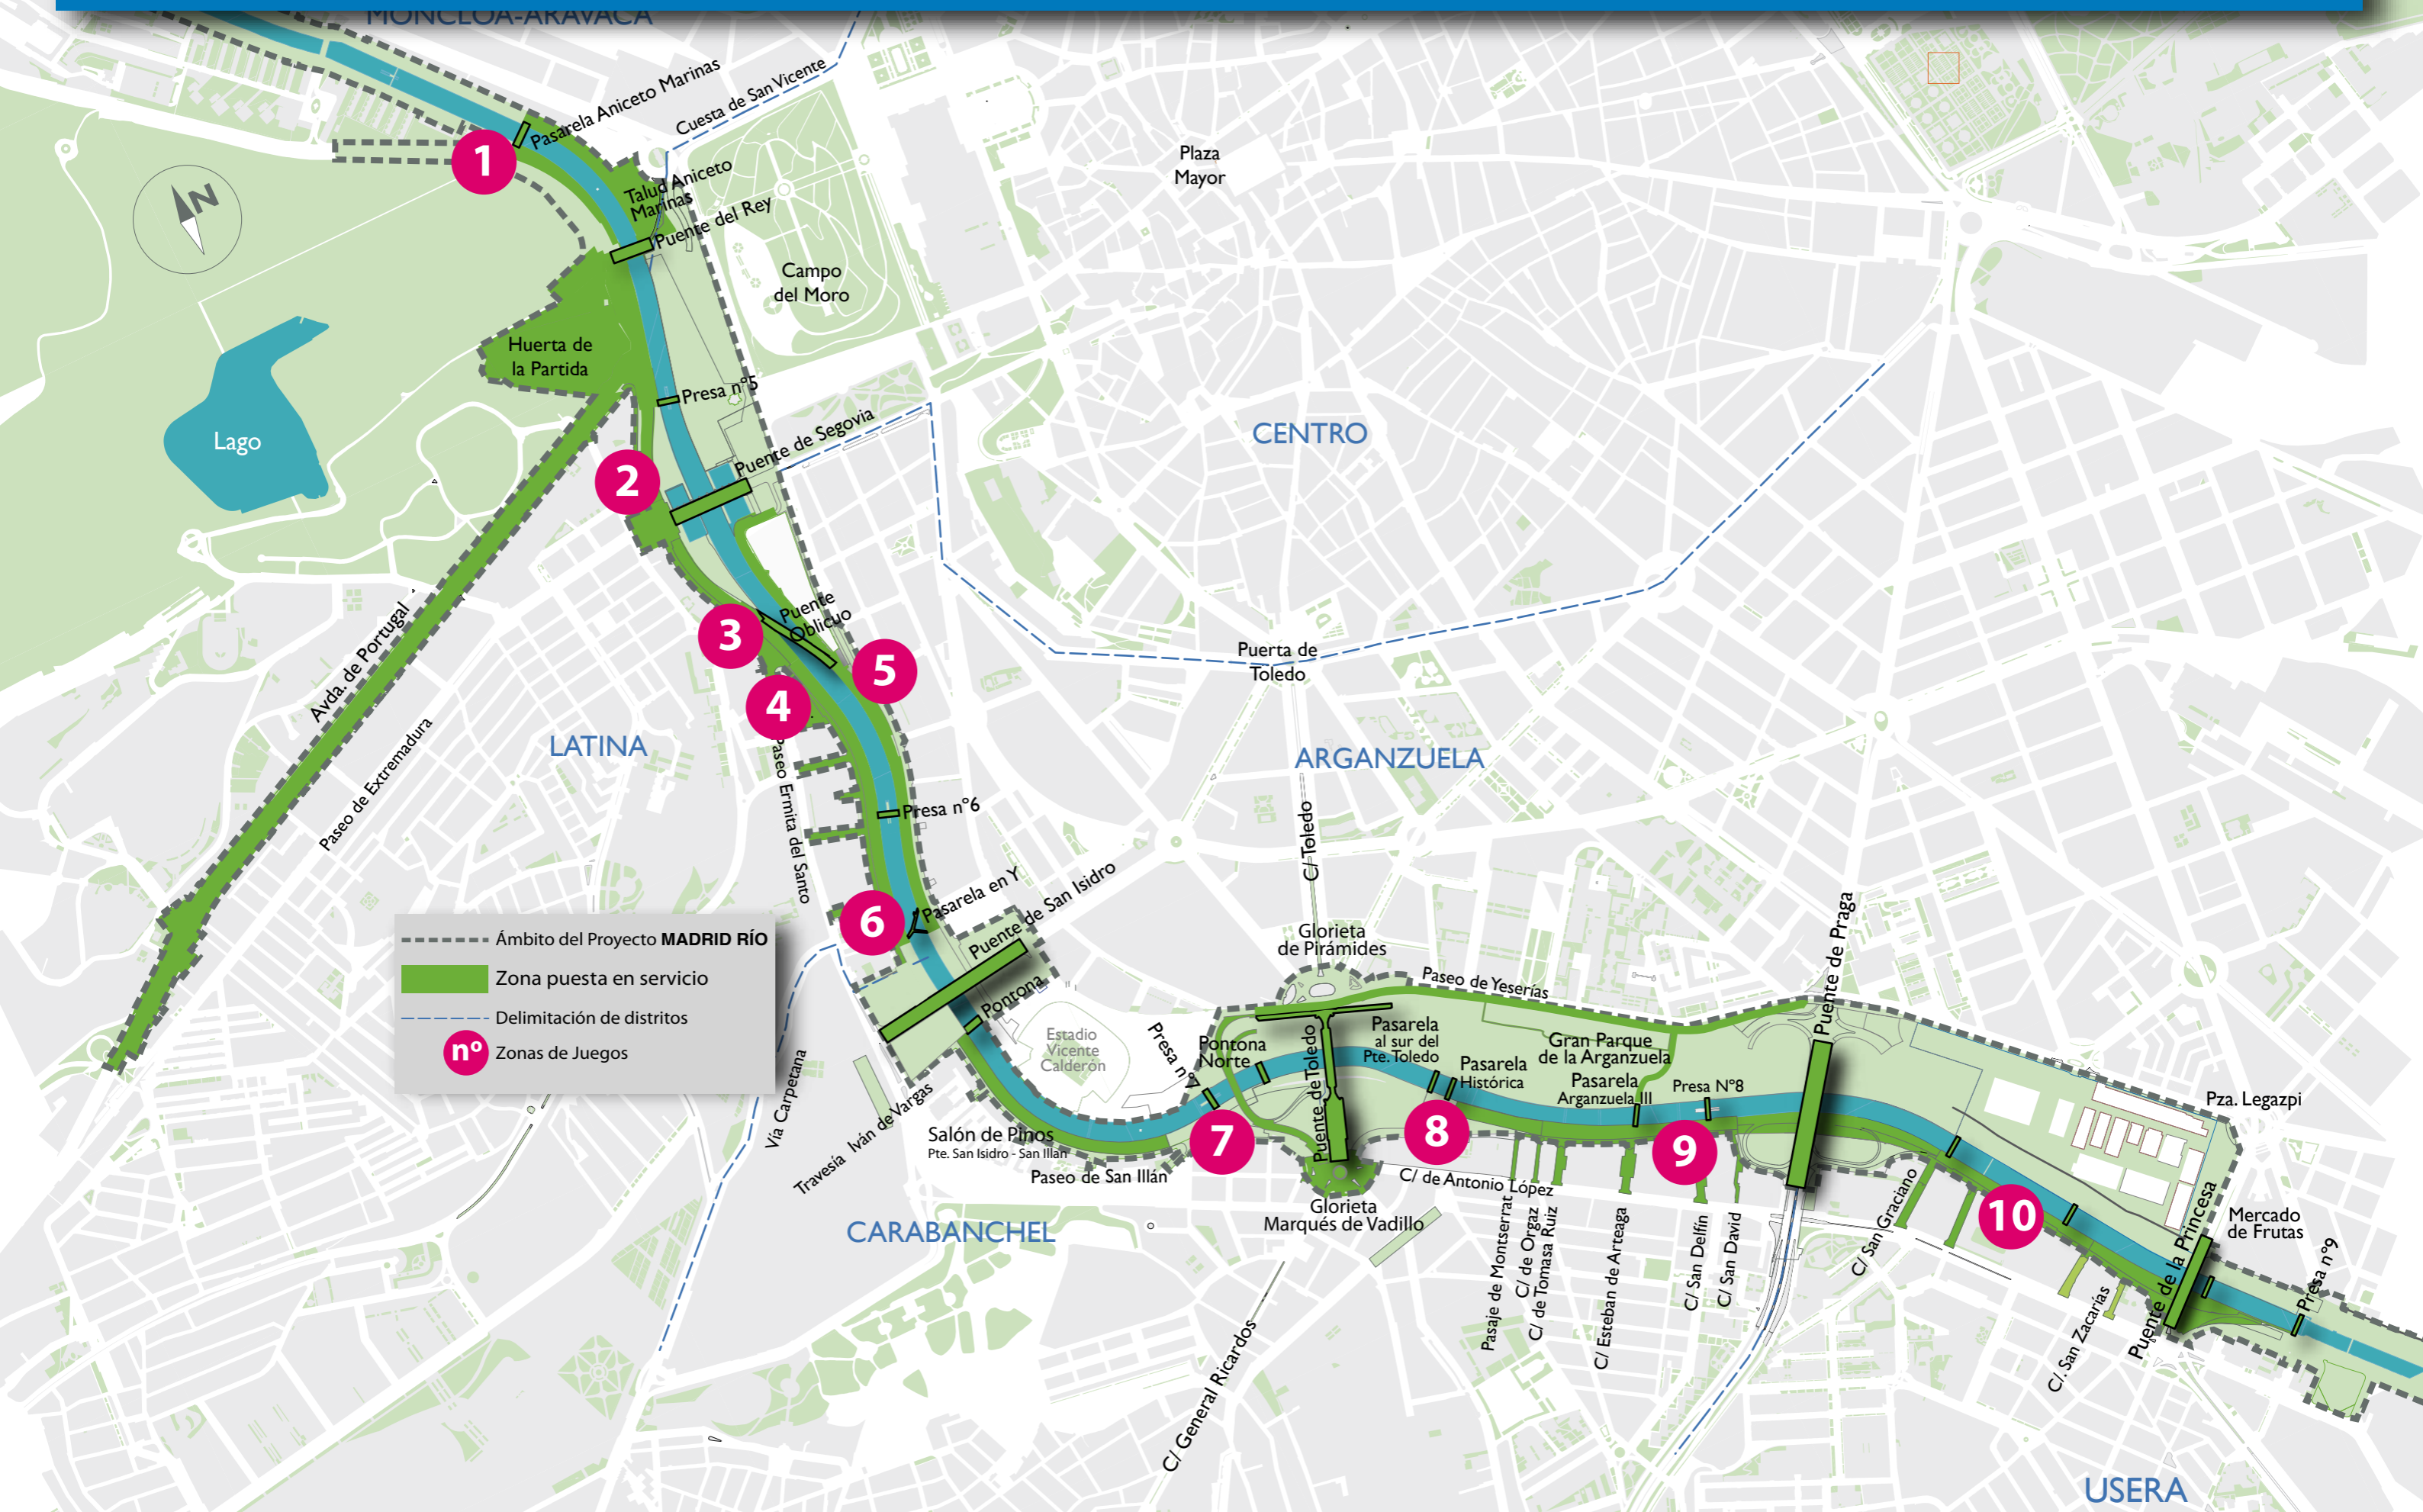 MONCLOA-ARAVACA
Pasarela Aniceto Marinas
Cuesta de San Vicente
1
N
Talud Aniceto
Marinas
Puente del Rey
Plaza
Mayor
Campo
del Moro
Huerta de
la Partida
Presa nº5
Lago
Puente de Segovia
CENTRO
2
Puente
Oblicuo
3
5
4
Puerta de
Toledo
Avda. de Portugal
Paseo de Extremadura
LATINA
Paseo Ermita del Santo
ARGANZUELA
Presa nº6
C/ Toledo
Pasarela en Y
6
Puente de San Isidro
Pontona
Ámbito del Proyecto MADRID RÍO
Zona puesta en servicio
Delimitación de distritos
nº
Zonas de Juegos
Vía Carpetana
Travesía Iván de Vargas
Estadio
Vicente
Calderón
Salón de Pinos
Pte. San Isidro - San Illán
Paseo de San Illán
Presa nº7
Pontona
Norte
7
Glorieta
de Pirámides
Puente de Toledo
Paseo de Yeserías
Pasarela
al sur del
Pte. Toledo
Pasarela
Histórica
Gran Parque
de la Arganzuela
Pasarela
Arganzuela III
Presa Nº8
Puente de Praga
8
9
C/ de Antonio López
Glorieta
Marqués de Vadillo
CARABANCHEL
C/ General Ricardos
Pasaje de Montserrat
C/ de Orgaz
C/ de Tomasa Ruiz
C/ Esteban de Arteaga
C/ San Delfín
C/ San David
C/ San Graciano
10
Pza. Legazpi
Mercado
de Frutas
Puente de la Princesa
Presa nº9
C/. San Zacarías
USERA